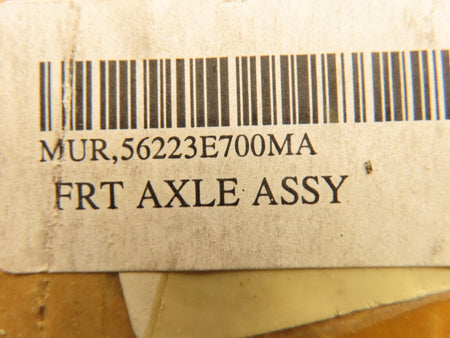 MUR,56223E700MA
FRT AXLE ASSY